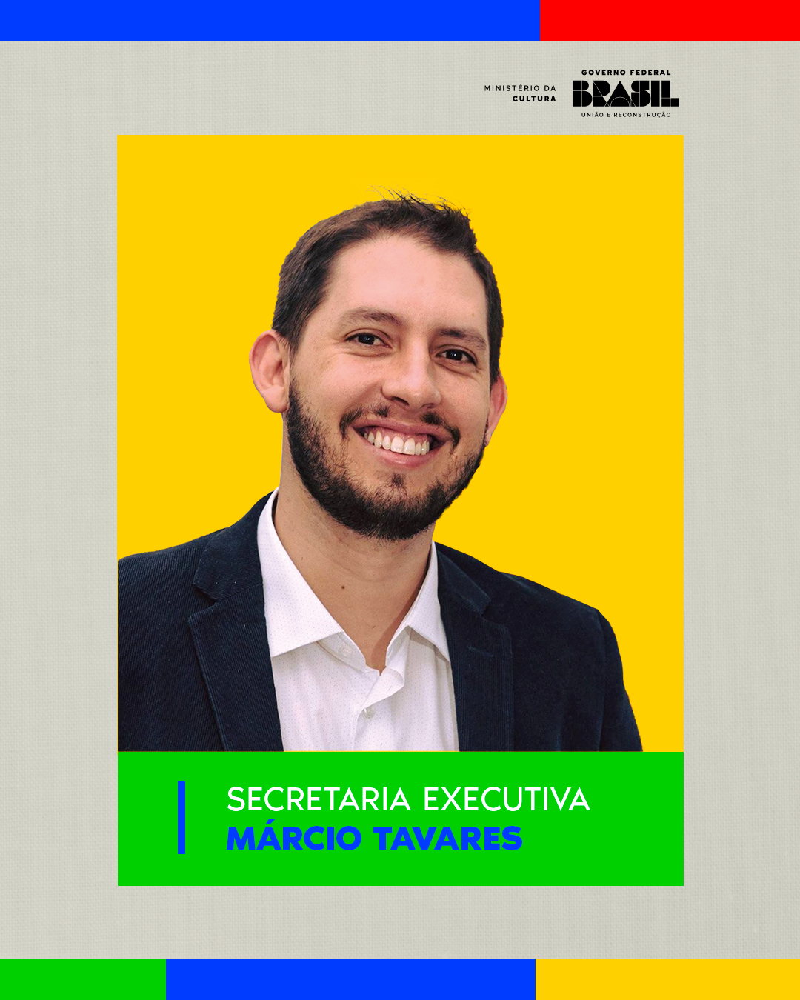 MINISTÉRIO DA
CULTURA
GOVERNO FEDERAL
BRASIL
UNIÃO E RECONSTRUÇÃO
SECRETARIA EXECUTIVA
MÁRCIO TAVARES